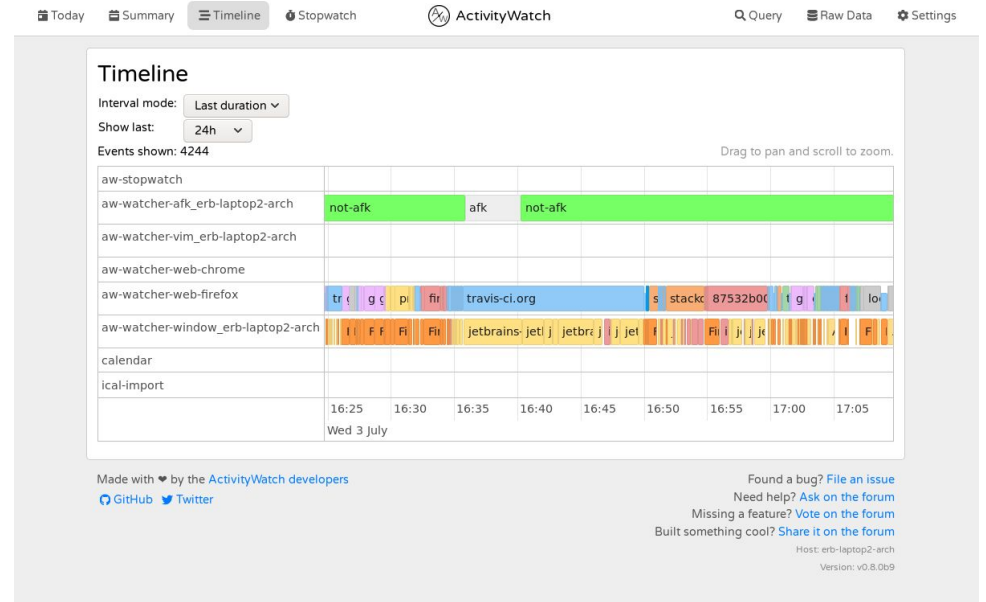 Today Summary Timeline Stopwatch ActivityWatch Query Raw Data Settings
Timeline
Interval mode: Last duration
Show last: 24h
Events shown: 4244 Drag to pan and scroll to zoom.
aw-stopwatch
aw-watcher-afk_erb-laptop2-arch not-afk afk not-afk
aw-watcher-vim_erb-laptop2-arch
aw-watcher-web-chrome
aw-watcher-web-firefox travis-ci.org 87532b00
aw-watcher-window_erb-laptop2-arch jetbrains-
calendar
ical-import
16:25 16:30 16:35 16:40 16:45 16:50 16:55 17:00 17:05
Wed 3 July
Made with ❤ by the ActivityWatch developers
GitHub Twitter
Found a bug? File an issue
Need help? Ask on the forum
Missing a feature? Vote on the forum
Built something cool? Share it on the forum
Host: erb-laptop2-arch
Version: v0.8.0b9